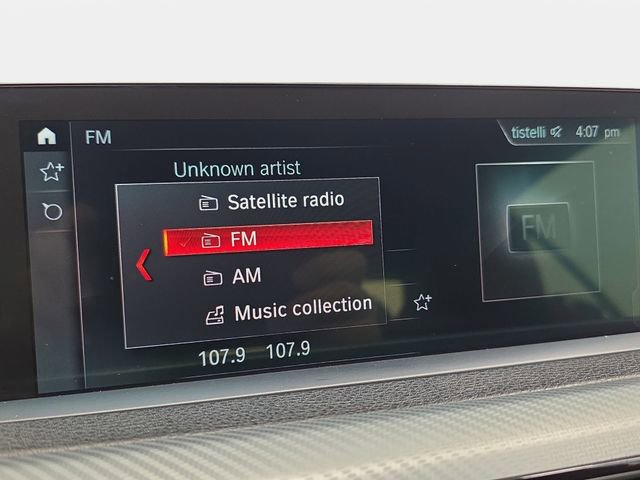 FM
tistelli 4:07 pm
Unknown artist
Satellite radio
FM
AM
Music collection
FM
107.9 107.9